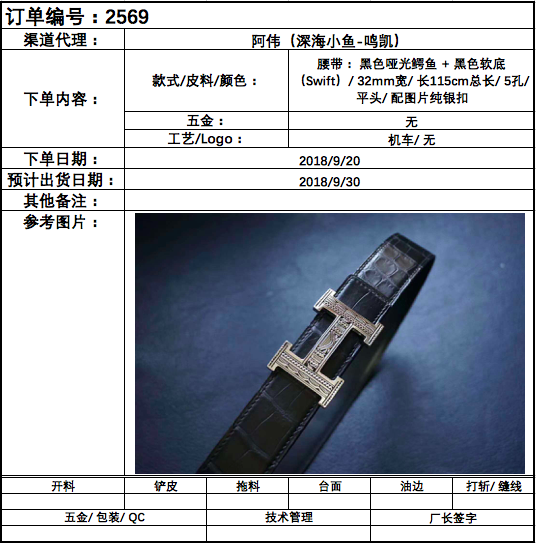 订单编号：2569
渠道代理： 阿伟（深海小鱼-鸣凯）
下单内容： 款式/皮料/颜色： 腰带： 黑色哑光鳄鱼 + 黑色软底
（Swift）/ 32mm宽/ 长115cm总长/ 5孔/
平头/ 配图片纯银扣
五金： 无
工艺/Logo： 机车/ 无
下单日期： 2018/9/20
预计出货日期： 2018/9/30
其他备注：
参考图片：
开料 铲皮 拖料 台面 油边 打斩/ 缝线
五金/ 包装/ QC 技术管理 厂长签字